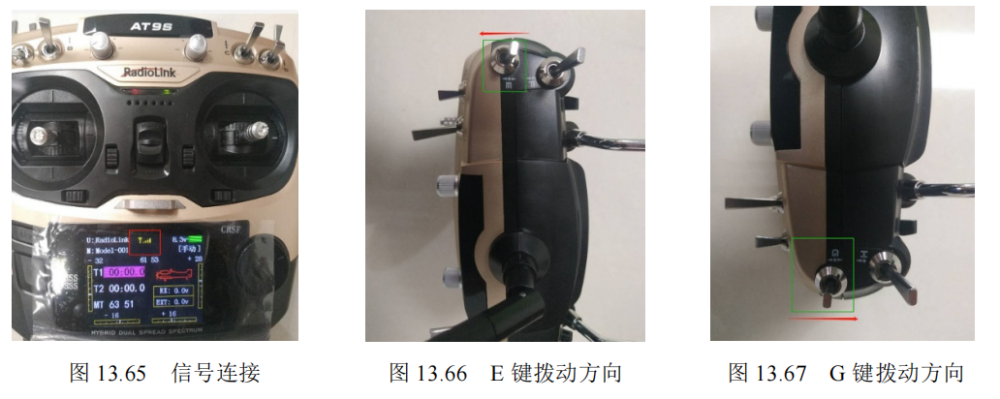 AT9S
RadioLink
CRSF
U:RadioLink
8.3v
M:Model-001
[手动]
- 32
61 53
+ 28
T1 00:00.0
T2 00:00.0
RX: 0.0v
EXT: 0.0v
MT 63 51
- 16
+ 16
HYBRID DUAL SPREAD SPECTRUM
E
G
H
图 13.65 信号连接
图 13.66 E 键拨动方向
图 13.67 G 键拨动方向